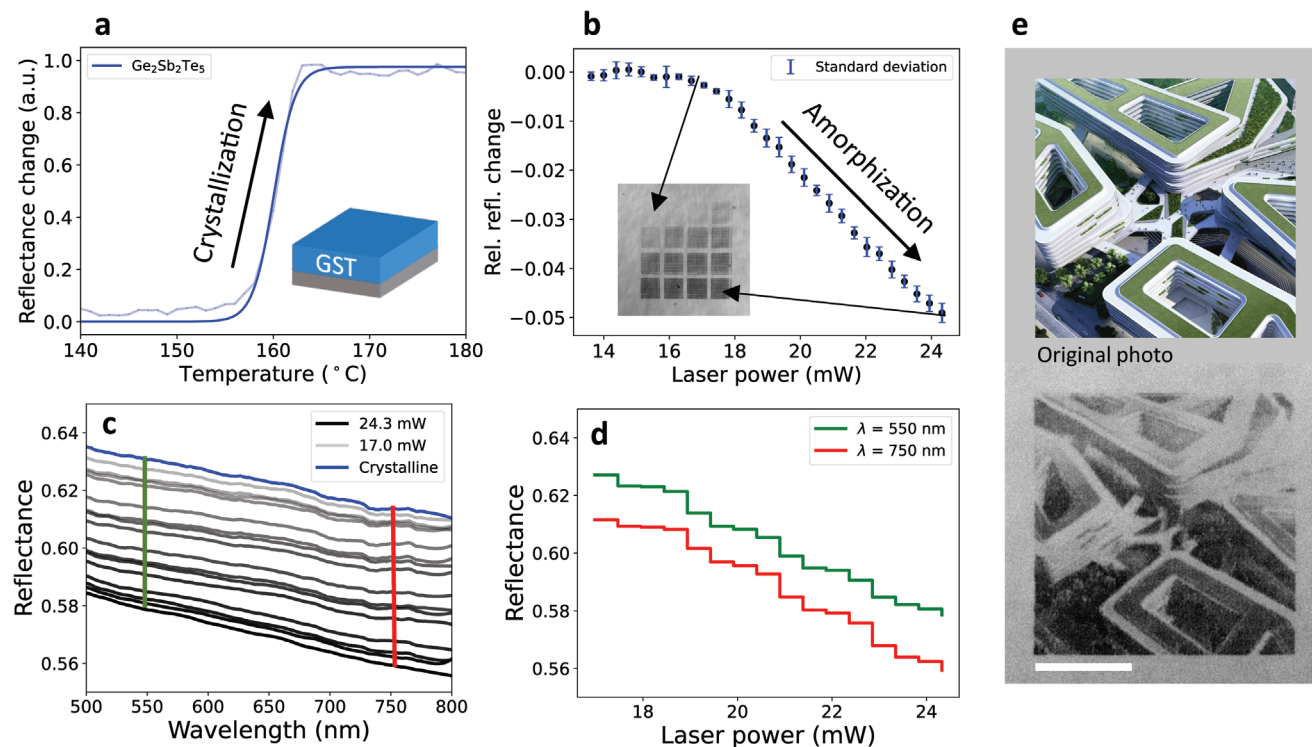 a
Reflectance change (a.u.)
1.0
0.8
0.6
0.4
0.2
0.0
Ge₂Sb₂Te₅
Crystallization
GST
140
150
160
170
180
Temperature (°C)
b
Rel. refl. change
0.00
−0.01
−0.02
−0.03
−0.04
−0.05
Standard deviation
Amorphization
14
16
18
20
22
24
Laser power (mW)
c
Reflectance
0.64
0.62
0.60
0.58
0.56
24.3 mW
17.0 mW
Crystalline
500
550
600
650
700
750
800
Wavelength (nm)
d
Reflectance
0.64
0.62
0.60
0.58
0.56
λ = 550 nm
λ = 750 nm
18
20
22
24
Laser power (mW)
e
Original photo